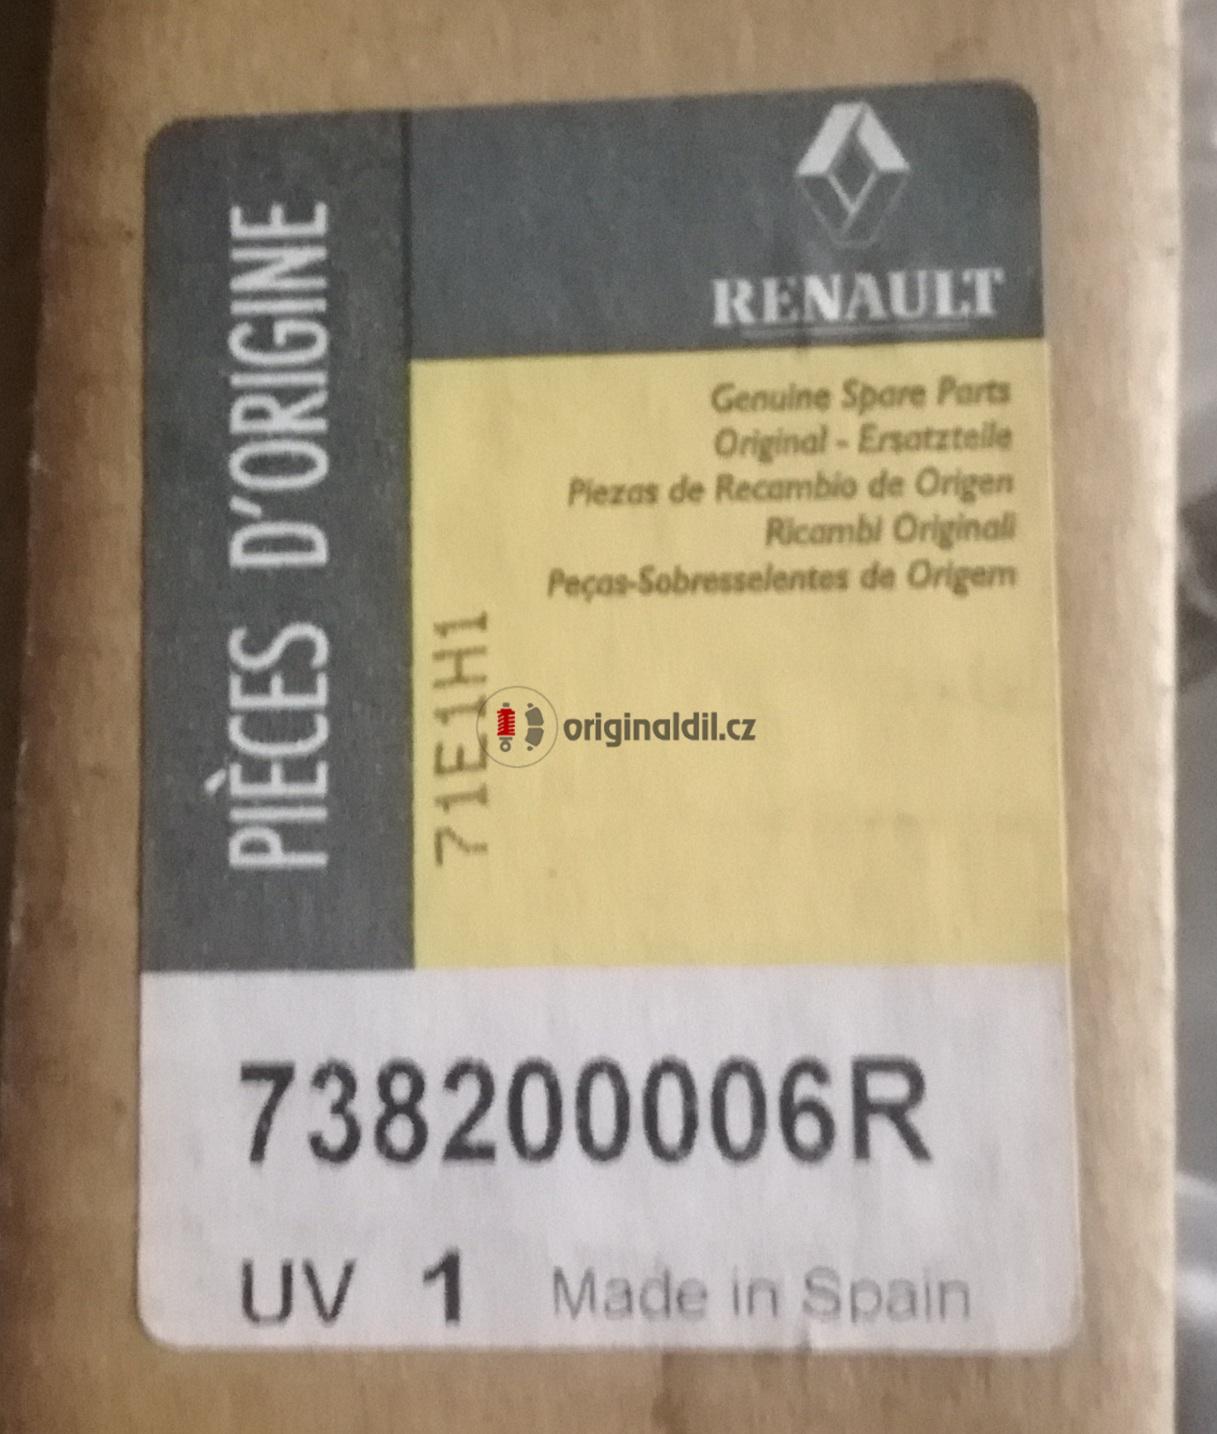 PIÈCES D'ORIGINE
RENAULT
Genuine Spare Parts
Original - Ersatzteile
Piezas de Recambio de Origen
Ricambi Originali
Peças-Sobresselentes de Origem
71E1H1
originaldil.cz
738200006R
UV 1 Made in Spain